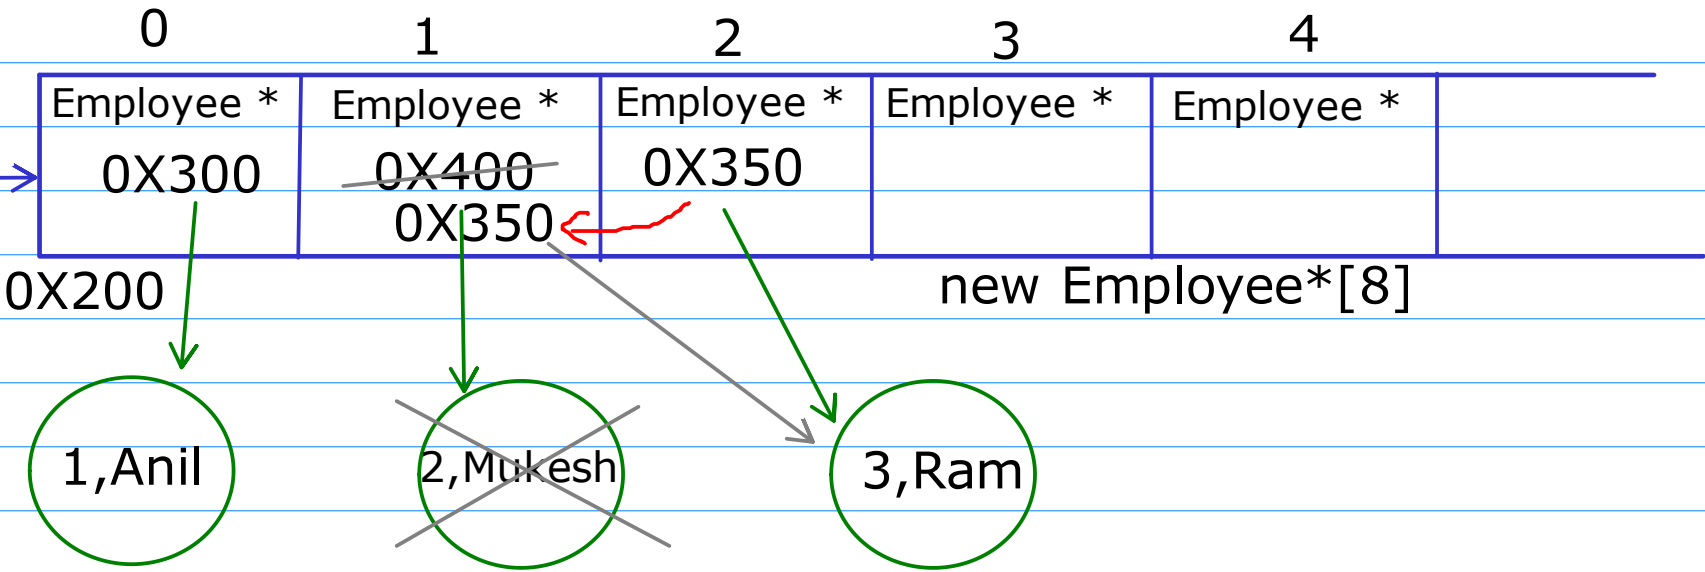 0 1 2 3 4
Employee * Employee * Employee * Employee * Employee *
0X300 0X400 0X350
0X350
0X200 new Employee*[8]
1,Anil 2,Mukesh 3,Ram